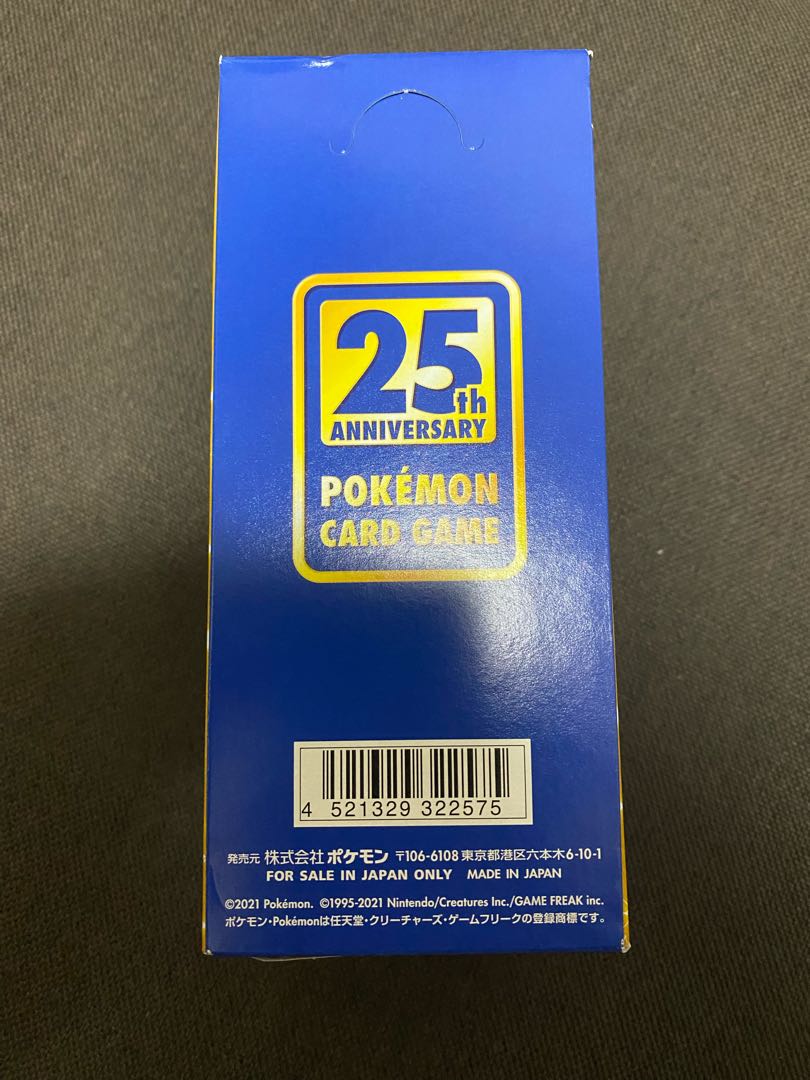 25th
ANNIVERSARY
POKÉMON
CARD GAME
4 521329 322575
発売元 株式会社 ポケモン 〒106-6108 東京都港区六本木6-10-1
FOR SALE IN JAPAN ONLY MADE IN JAPAN
©2021 Pokémon. ©1995-2021 Nintendo/Creatures Inc./GAME FREAK inc.
ポケモン・Pokémonは任天堂・クリーチャーズ・ゲームフリークの登録商標です。